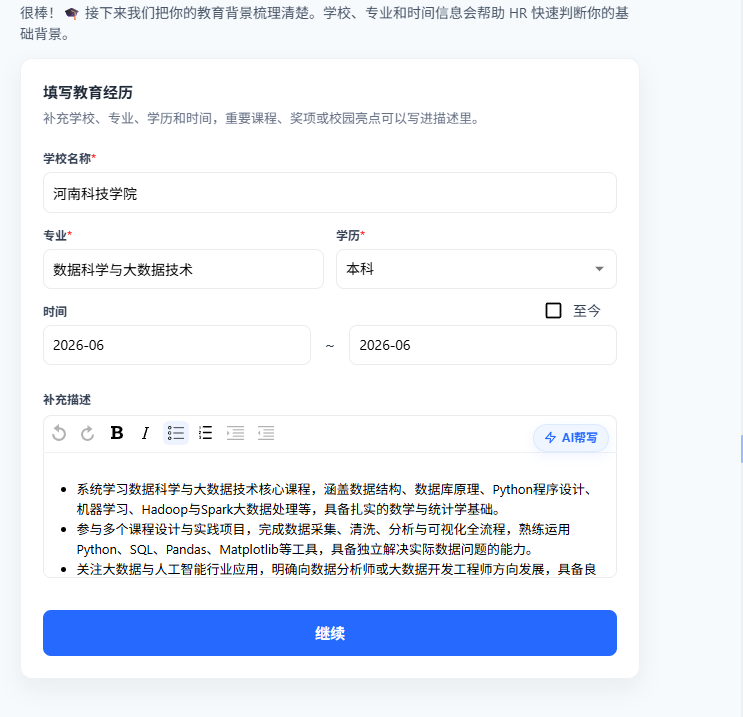 很棒！🎓 接下来我们把你的教育背景梳理清楚。学校、专业和时间信息会帮助 HR 快速判断你的基
础背景。
填写教育经历
补充学校、专业、学历和时间，重要课程、奖项或校园亮点可以写进描述里。
学校名称*
河南科技学院
专业* 学历*
数据科学与大数据技术 本科
时间 至今
2026-06 ~ 2026-06
补充描述
B I AI帮写
• 系统学习数据科学与大数据技术核心课程，涵盖数据结构、数据库原理、Python程序设计、
机器学习、Hadoop与Spark大数据处理等，具备扎实的数学与统计学基础。
• 参与多个课程设计与实践项目，完成数据采集、清洗、分析与可视化全流程，熟练运用
Python、SQL、Pandas、Matplotlib等工具，具备独立解决实际数据问题的能力。
• 关注大数据与人工智能行业应用，明确向数据分析师或大数据开发工程师方向发展，具备良
继续